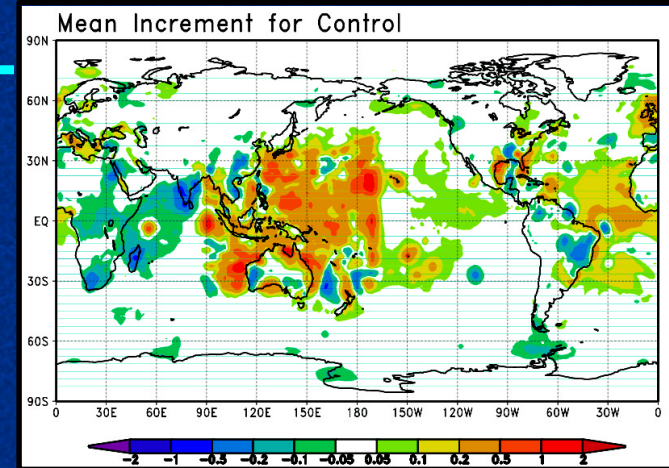 Mean Increment for Control
90N
60N
30N
EQ
30S
60S
90S
0 30E 60E 90E 120E 150E 180 150W 120W 90W 60W 30W 0
-2 -1 -0.5 -0.2 -0.1 -0.05 0.05 0.1 0.2 0.5 1 2